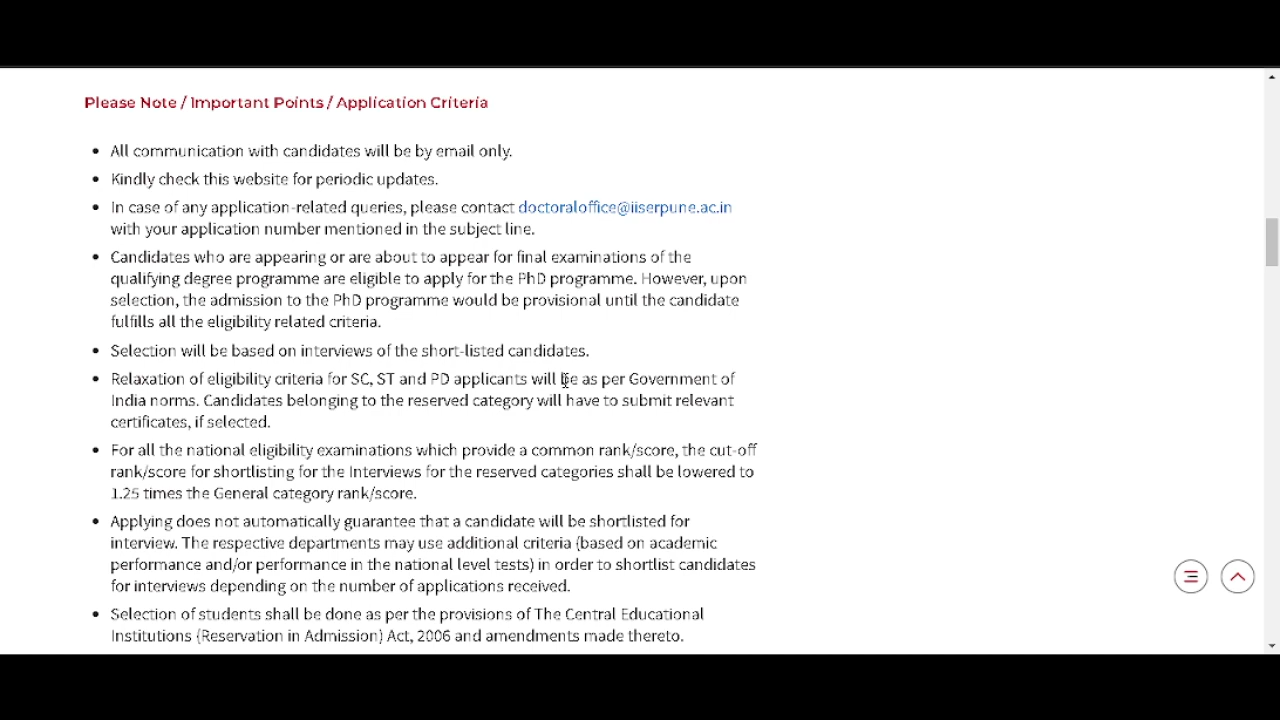 Please Note / Important Points / Application Criteria
• All communication with candidates will be by email only.
• Kindly check this website for periodic updates.
• In case of any application-related queries, please contact doctoraloffice@iiserpune.ac.in
with your application number mentioned in the subject line.
• Candidates who are appearing or are about to appear for final examinations of the
qualifying degree programme are eligible to apply for the PhD programme. However, upon
selection, the admission to the PhD programme would be provisional until the candidate
fulfills all the eligibility related criteria.
• Selection will be based on interviews of the short-listed candidates.
• Relaxation of eligibility criteria for SC, ST and PD applicants will be as per Government of
India norms. Candidates belonging to the reserved category will have to submit relevant
certificates, if selected.
• For all the national eligibility examinations which provide a common rank/score, the cut-off
rank/score for shortlisting for the Interviews for the reserved categories shall be lowered to
1.25 times the General category rank/score.
• Applying does not automatically guarantee that a candidate will be shortlisted for
interview. The respective departments may use additional criteria (based on academic
performance and/or performance in the national level tests) in order to shortlist candidates
for interviews depending on the number of applications received.
• Selection of students shall be done as per the provisions of The Central Educational
Institutions (Reservation in Admission) Act, 2006 and amendments made thereto.